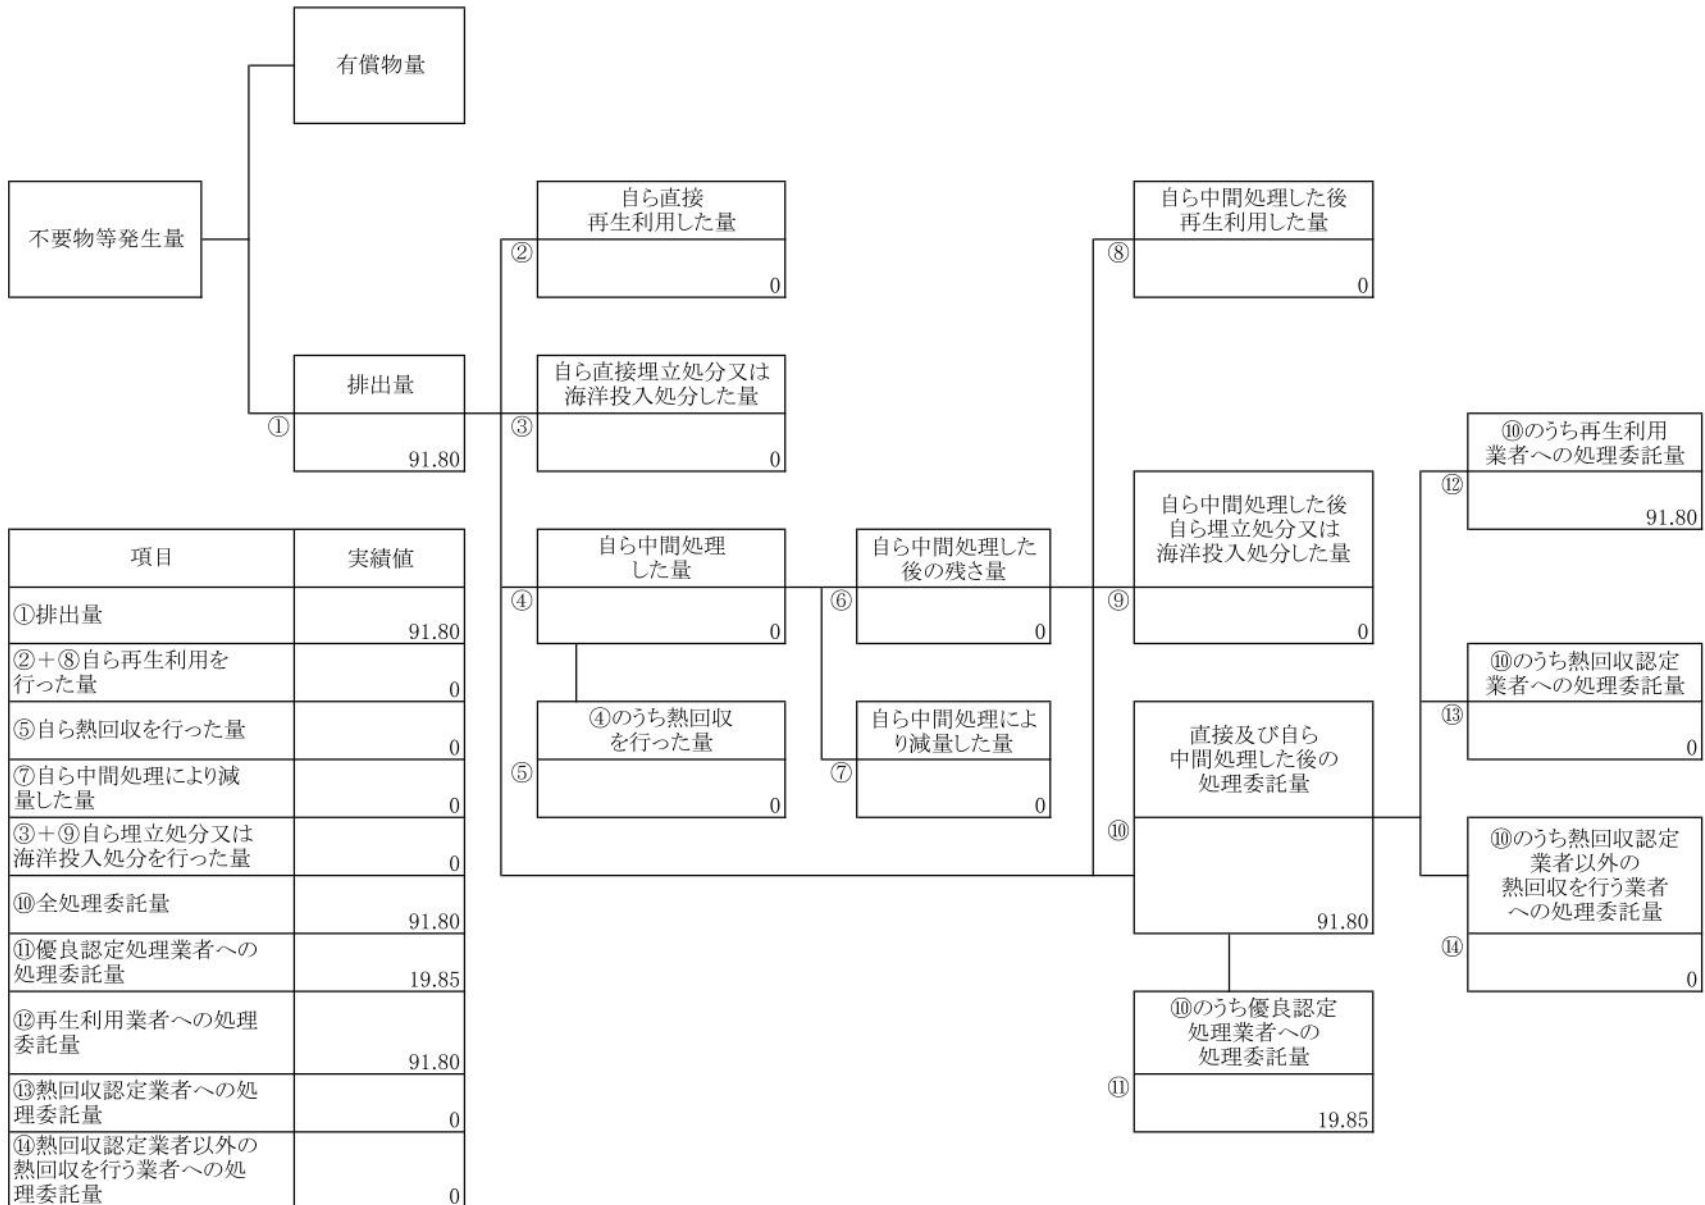 有償物量
不要物等発生量
排出量
①
91.80
自ら直接
再生利用した量
②
0
自ら直接埋立処分又は
海洋投入処分した量
③
0
自ら中間処理
した量
④
0
④のうち熱回収
を行った量
⑤
0
自ら中間処理した
後の残さ量
⑥
0
自ら中間処理によ
り減量した量
⑦
0
自ら中間処理した後
再生利用した量
⑧
0
自ら中間処理した後
自ら埋立処分又は
海洋投入処分した量
⑨
0
直接及び自ら
中間処理した後の
処理委託量
⑩
91.80
⑩のうち優良認定
処理業者への
処理委託量
⑪
19.85
⑩のうち再生利用
業者への処理委託量
⑫
91.80
⑩のうち熱回収認定
業者への処理委託量
⑬
0
⑩のうち熱回収認定
業者以外の
熱回収を行う業者
への処理委託量
⑭
0
項目 実績値
①排出量
91.80
②＋⑧自ら再生利用を
行った量
0
⑤自ら熱回収を行った量
0
⑦自ら中間処理により減
量した量
0
③＋⑨自ら埋立処分又は
海洋投入処分を行った量
0
⑩全処理委託量
91.80
⑪優良認定処理業者への
処理委託量
19.85
⑫再生利用業者への処理
委託量
91.80
⑬熱回収認定業者への処
理委託量
0
⑭熱回収認定業者以外の
熱回収を行う業者への処
理委託量
0